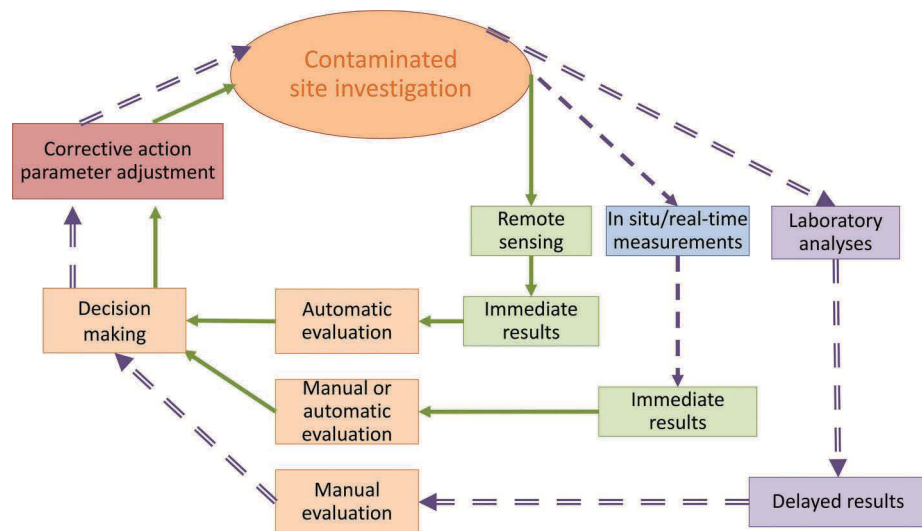 Contaminated
site investigation
Corrective action
parameter adjustment
Remote
sensing
In situ/real-time
measurements
Laboratory
analyses
Decision
making
Automatic
evaluation
Immediate
results
Manual or
automatic
evaluation
Immediate
results
Manual
evaluation
Delayed results